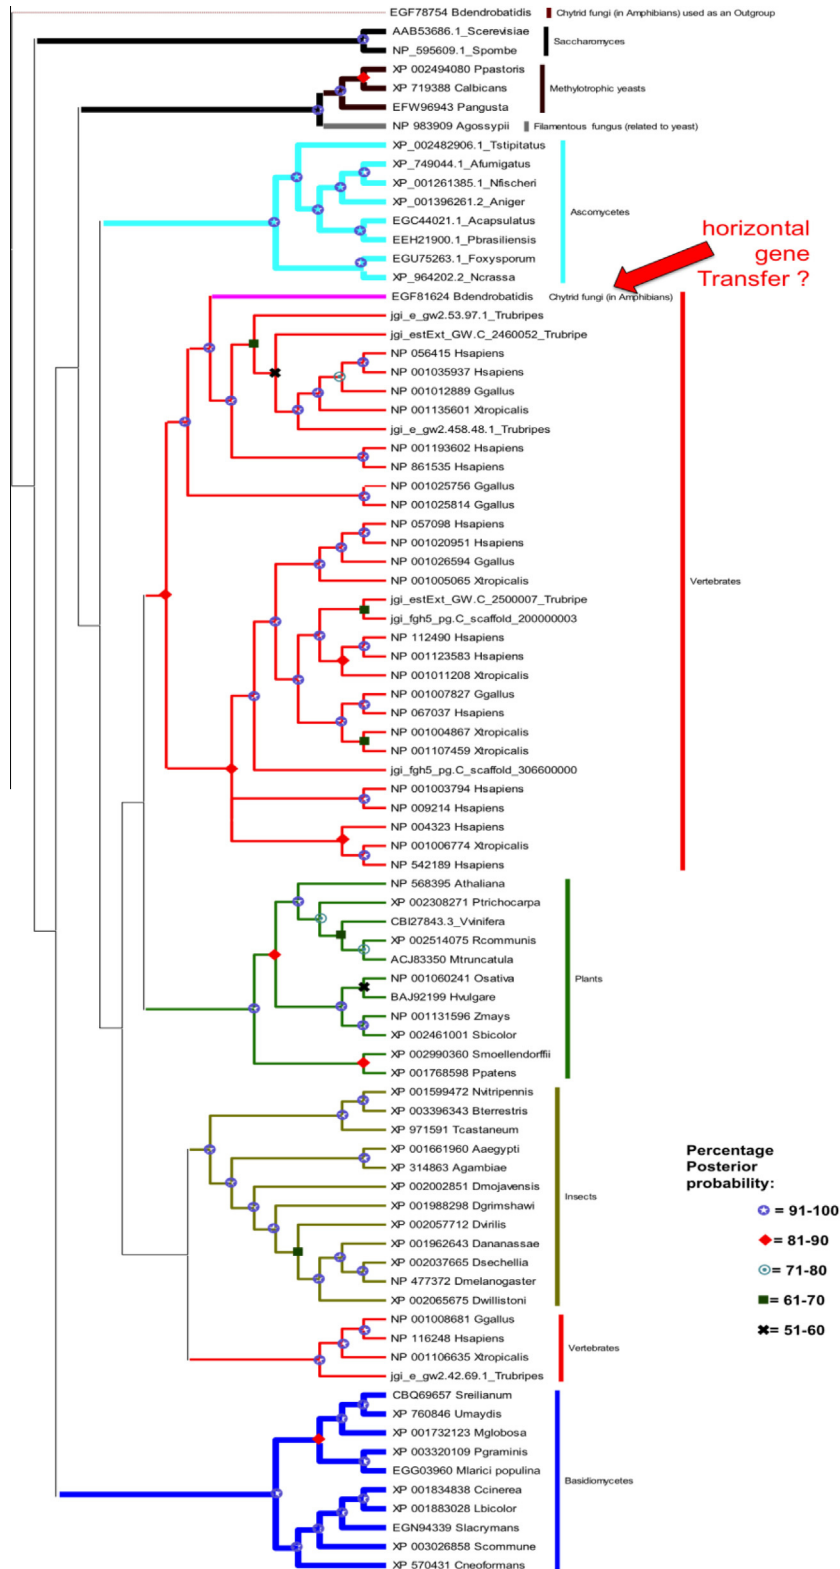 EGF78754 Bdendrobatidis
Chytrid fungi (in Amphibians) used as an Outgroup
AAB53686.1_Scerevisiae
NP_595609.1_Spombe
Saccharomyces
XP 002494080 Ppastoris
XP 719388 Calbicans
EFW96943 Pangusta
Methylotrophic yeasts
NP 983909 Agossypii
Filamentous fungus (related to yeast)
XP_002482906.1_Tstipitatus
XP_749044.1_Afumigatus
XP_001261385.1_Nfischeri
XP_001396261.2_Aniger
EGC44021.1_Acapsulatus
EEH21900.1_Pbrasiliensis
EGU75263.1_Foxysporum
XP_964202.2_Ncrassa
Ascomycetes
horizontal
gene
Transfer ?
EGF81624 Bdendrobatidis
Chytrid fungi (in Amphibians)
jgi_e_gw2.53.97.1_Trubripes
jgi_estExt_GW.C_2460052_Trubripe
NP 056415 Hsapiens
NP 001035937 Hsapiens
NP 001012889 Ggallus
NP 001135601 Xtropicalis
jgi_e_gw2.458.48.1_Trubripes
NP 001193602 Hsapiens
NP 861535 Hsapiens
NP 001025756 Ggallus
NP 001025814 Ggallus
NP 057098 Hsapiens
NP 001020951 Hsapiens
NP 001026594 Ggallus
NP 001005065 Xtropicalis
jgi_estExt_GW.C_2500007_Trubripe
jgi_fgh5_pg.C_scaffold_200000003
NP 112490 Hsapiens
NP 001123583 Hsapiens
NP 001011208 Xtropicalis
NP 001007827 Ggallus
NP 067037 Hsapiens
NP 001004867 Xtropicalis
NP 001107459 Xtropicalis
jgi_fgh5_pg.C_scaffold_306600000
NP 001003794 Hsapiens
NP 009214 Hsapiens
NP 004323 Hsapiens
NP 001006774 Xtropicalis
NP 542189 Hsapiens
Vertebrates
NP 568395 Athaliana
XP 002308271 Ptrichocarpa
CBI27843.3_Vvinifera
XP 002514075 Rcommunis
ACJ83350 Mtruncatula
NP 001060241 Osativa
BAJ92199 Hvulgare
NP 001131596 Zmays
XP 002461001 Sbicolor
XP 002990360 Smoellendorffii
XP 001768598 Ppatens
Plants
XP 001599472 Nvitripennis
XP 003396343 Bterrestris
XP 971591 Tcastaneum
XP 001661960 Aaegypti
XP 314863 Agambiae
XP 002002851 Dmojavensis
XP 001988298 Dgrimshawi
XP 002057712 Dvirilis
XP 001962643 Dananassae
XP 002037665 Dsechellia
NP 477372 Dmelanogaster
XP 002065675 Dwillistoni
Insects
NP 001008681 Ggallus
NP 116248 Hsapiens
NP 001106635 Xtropicalis
jgi_e_gw2.42.69.1_Trubripes
Vertebrates
CBQ69657 Sreilianum
XP 760846 Umaydis
XP 001732123 Mglobosa
XP 003320109 Pgraminis
EGG03960 Mlarici populina
XP 001834838 Ccinerea
XP 001883028 Lbicolor
EGN94339 Slacrymans
XP 003026858 Scommune
XP 570431 Cneoformans
Basidiomycetes
Percentage
Posterior
probability:
= 91-100
= 81-90
= 71-80
= 61-70
= 51-60